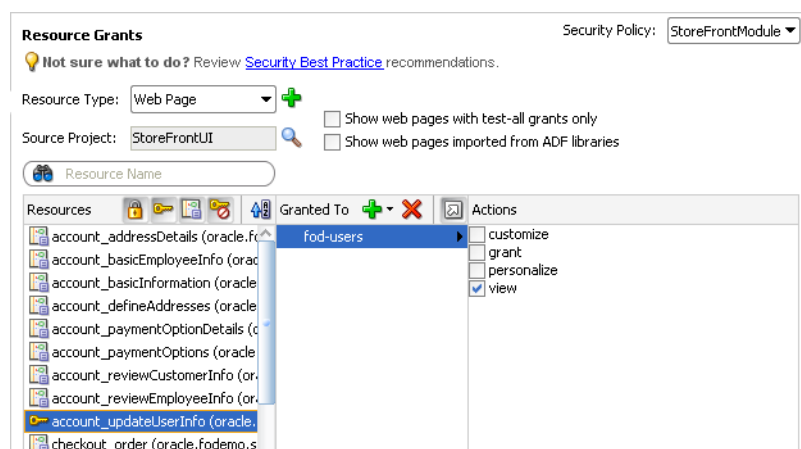 Resource Grants
Security Policy: StoreFrontModule
Not sure what to do? Review Security Best Practice recommendations.
Resource Type: Web Page
Show web pages with test-all grants only
Source Project: StoreFrontUI
Show web pages imported from ADF libraries
Resource Name
Resources Granted To Actions
account_addressDetails (oracle.fo
account_basicEmployeeInfo (orac
account_basicInformation (oracle
account_defineAddresses (oracle
account_paymentOptionDetails (o
account_paymentOptions (oracle
account_reviewCustomerInfo (or
account_reviewEmployeeInfo (or
account_updateUserInfo (oracle.
checkout_order (oracle.fodemo.s
fod-users
customize
grant
personalize
view